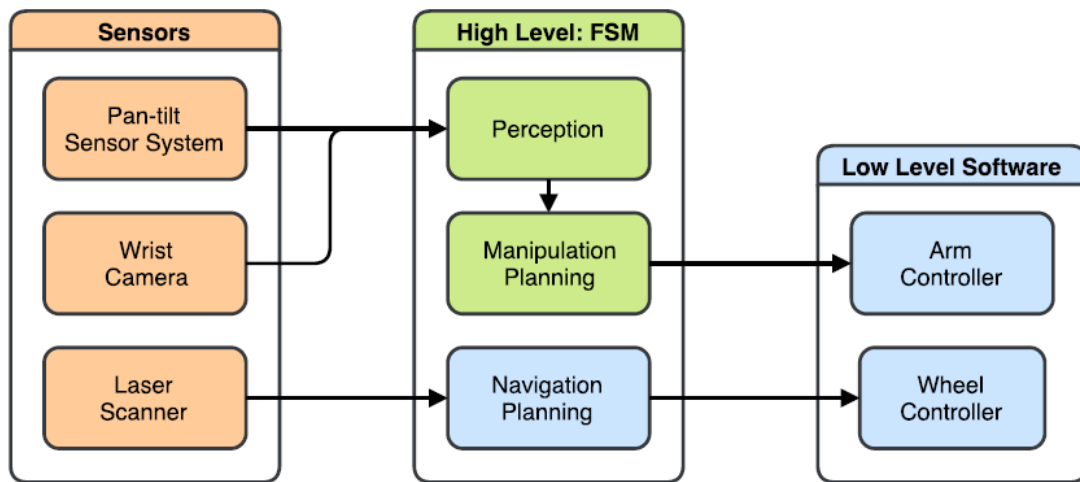 Sensors
Pan-tilt
Sensor System
Wrist
Camera
Laser
Scanner
High Level: FSM
Perception
Manipulation
Planning
Navigation
Planning
Low Level Software
Arm
Controller
Wheel
Controller